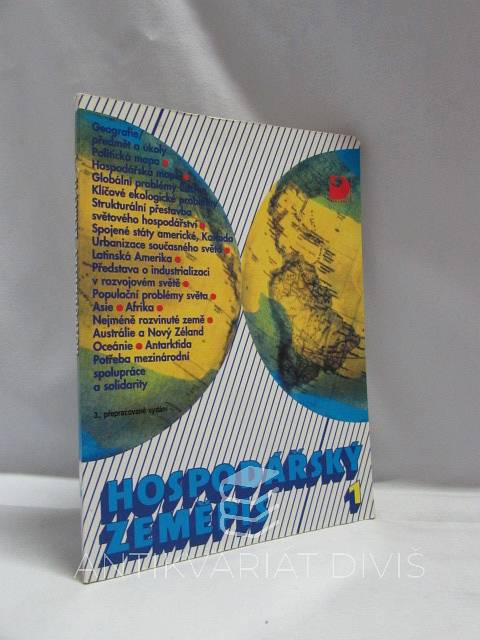 Geografie/
předmět a úkoly
Politická mapa
Hospodářská mapa
Globální problémy lidstva
Klíčové ekologické problémy
Strukturální přestavba
světového hospodářství
Spojené státy americké, Kanada
Urbanizace současného světa
Latinská Amerika
Představa o industrializaci
v rozvojovém světě
Populační problémy světa
Asie • Afrika
Nejméně rozvinuté země
Austrálie a Nový Zéland
Oceánie • Antarktida
Potřeba mezinárodní
spolupráce
a solidarity
3., přepracované vydání
HOSPODÁŘSKÝ
ZEMĚPIS
1
ANTIKVARIÁT DIVIŠ